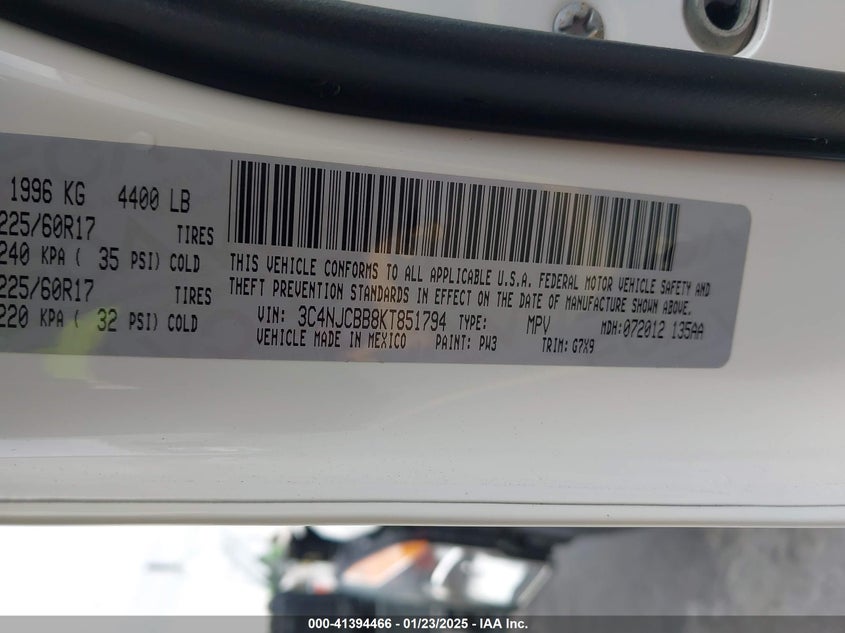 1996 KG 4400 LB
225/60R17 TIRES
240 KPA ( 35 PSI) COLD
225/60R17 TIRES
220 KPA ( 32 PSI) COLD
THIS VEHICLE CONFORMS TO ALL APPLICABLE U.S.A. FEDERAL MOTOR VEHICLE SAFETY AND
THEFT PREVENTION STANDARDS IN EFFECT ON THE DATE OF MANUFACTURE SHOWN ABOVE.
VIN: 3C4NJCBB8KT851794 TYPE: MPV MDH:072012 135AA
VEHICLE MADE IN MEXICO PAINT: PW3 TRIM: G7X9
000-41394466 - 01/23/2025 - IAA Inc.